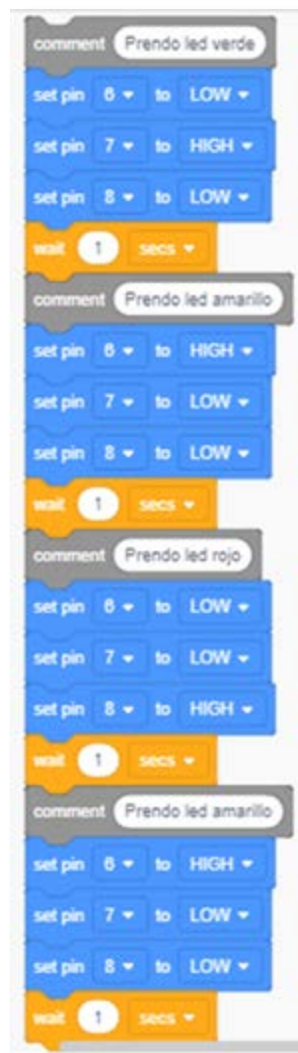 comment Prendo led verde
set pin 6 to LOW
set pin 7 to HIGH
set pin 8 to LOW
wait 1 secs
comment Prendo led amarillo
set pin 6 to HIGH
set pin 7 to LOW
set pin 8 to LOW
wait 1 secs
comment Prendo led rojo
set pin 6 to LOW
set pin 7 to LOW
set pin 8 to HIGH
wait 1 secs
comment Prendo led amarillo
set pin 6 to HIGH
set pin 7 to LOW
set pin 8 to LOW
wait 1 secs